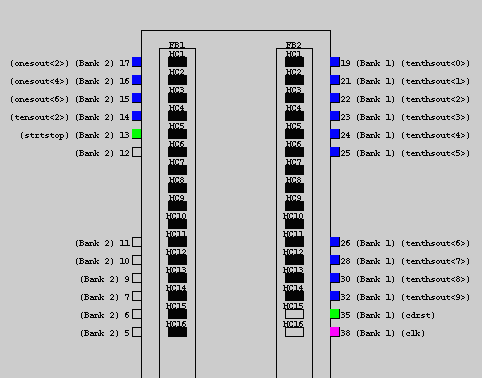 FB1 FB2
MC1 MC1
(onesout<2>) (Bank 2) 17 19 (Bank 1) (tenthsout<0>)
MC2 MC2
(onesout<4>) (Bank 2) 16 21 (Bank 1) (tenthsout<1>)
MC3 MC3
(onesout<6>) (Bank 2) 15 22 (Bank 1) (tenthsout<2>)
MC4 MC4
(tensout<2>) (Bank 2) 14 23 (Bank 1) (tenthsout<3>)
MC5 MC5
(strtstop) (Bank 2) 13 24 (Bank 1) (tenthsout<4>)
MC6 MC6
(Bank 2) 12 25 (Bank 1) (tenthsout<5>)
MC7 MC7
MC8 MC8
MC9 MC9
MC10 MC10
MC11 MC11
(Bank 2) 11 26 (Bank 1) (tenthsout<6>)
MC12 MC12
(Bank 2) 10 28 (Bank 1) (tenthsout<7>)
MC13 MC13
(Bank 2) 9 30 (Bank 1) (tenthsout<8>)
MC14 MC14
(Bank 2) 7 32 (Bank 1) (tenthsout<9>)
MC15 MC15
(Bank 2) 6 35 (Bank 1) (cdrst)
MC16 MC16
(Bank 2) 5 38 (Bank 1) (clk)